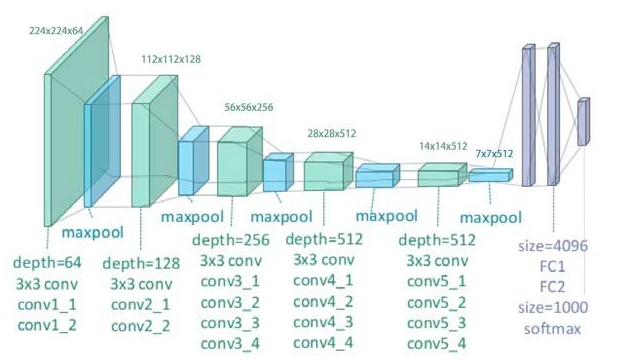 224x224x64
112x112x128
56x56x256
28x28x512
14x14x512
7x7x512
maxpool
maxpool
maxpool
maxpool
maxpool
depth=64
3x3 conv
conv1_1
conv1_2
depth=128
3x3 conv
conv2_1
conv2_2
depth=256
3x3 conv
conv3_1
conv3_2
conv3_3
conv3_4
depth=512
3x3 conv
conv4_1
conv4_2
conv4_3
conv4_4
depth=512
3x3 conv
conv5_1
conv5_2
conv5_3
conv5_4
size=4096
FC1
FC2
size=1000
softmax